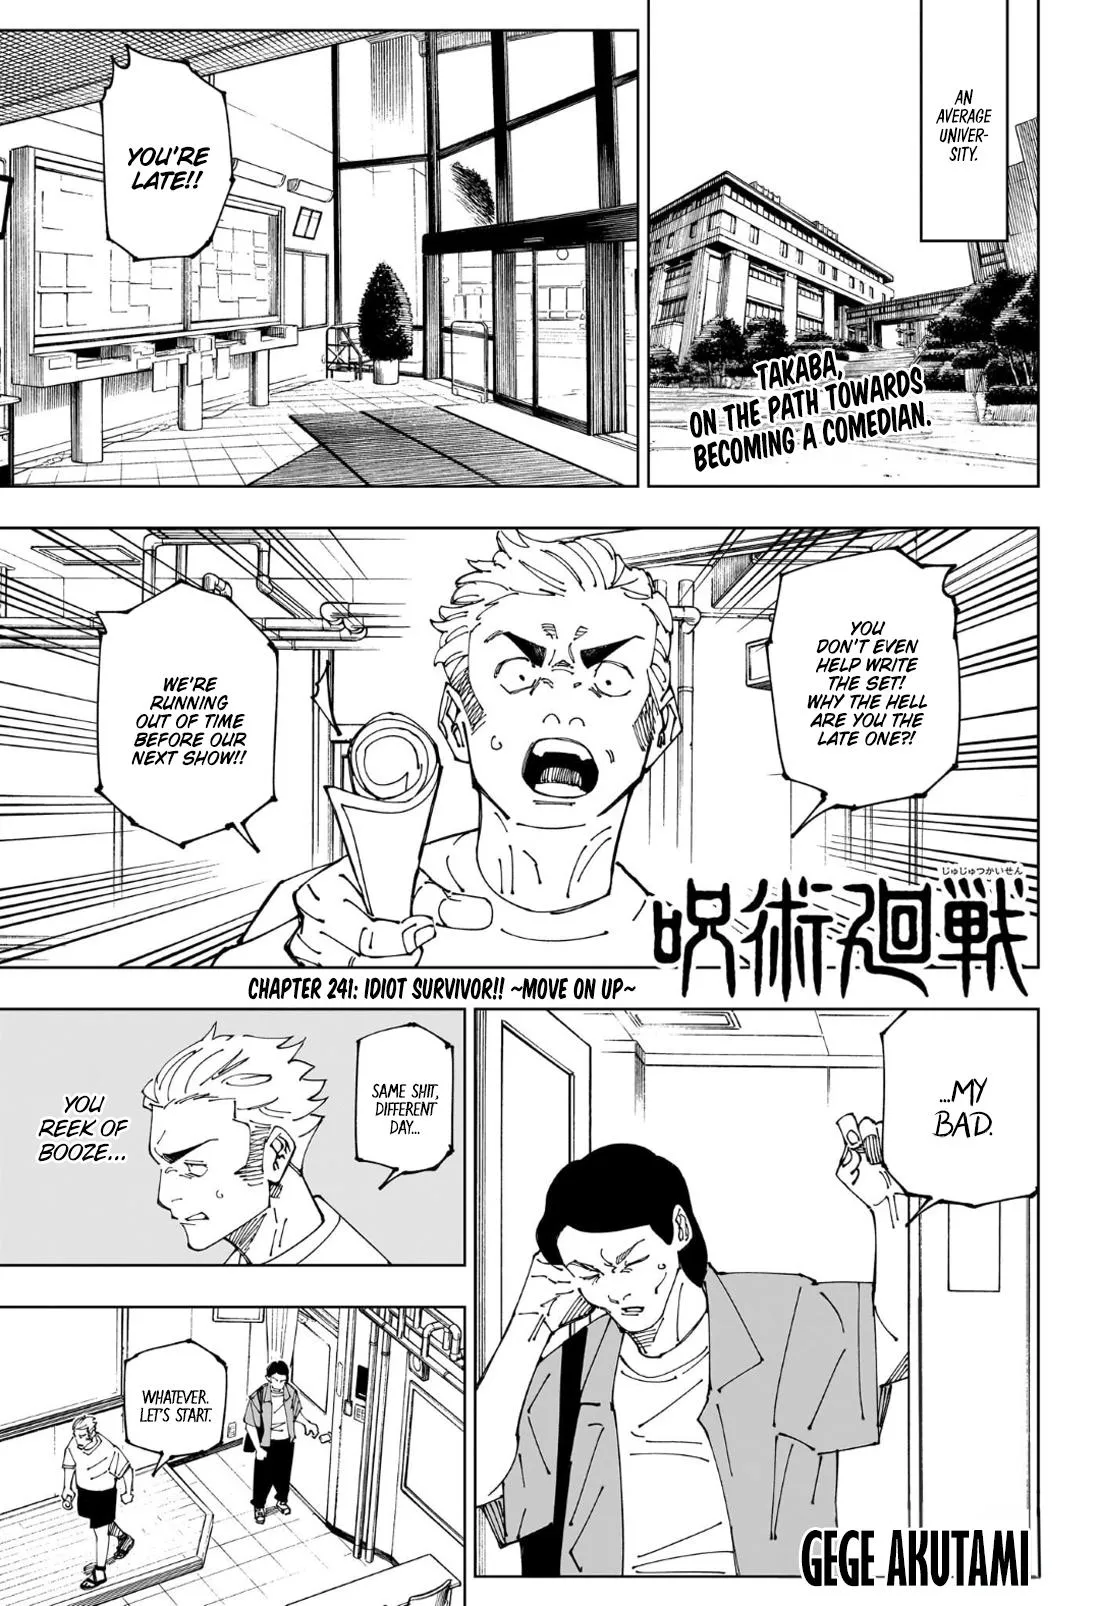 AN
AVERAGE
UNIVER-
SITY.
TAKABA,
ON THE PATH TOWARDS
BECOMING A COMEDIAN.
YOU'RE
LATE!!
YOU
DON'T EVEN
HELP WRITE
THE SET!
WHY THE HELL
ARE YOU THE
LATE ONE?!
WE'RE
RUNNING
OUT OF TIME
BEFORE OUR
NEXT SHOW!!
じゅじゅつかいせん
呪術廻戦
CHAPTER 241: IDIOT SURVIVOR!! ~MOVE ON UP~
...MY
BAD.
SAME SHIT,
DIFFERENT
DAY...
YOU
REEK OF
BOOZE...
WHATEVER.
LET'S START.
GEGE AKUTAMI